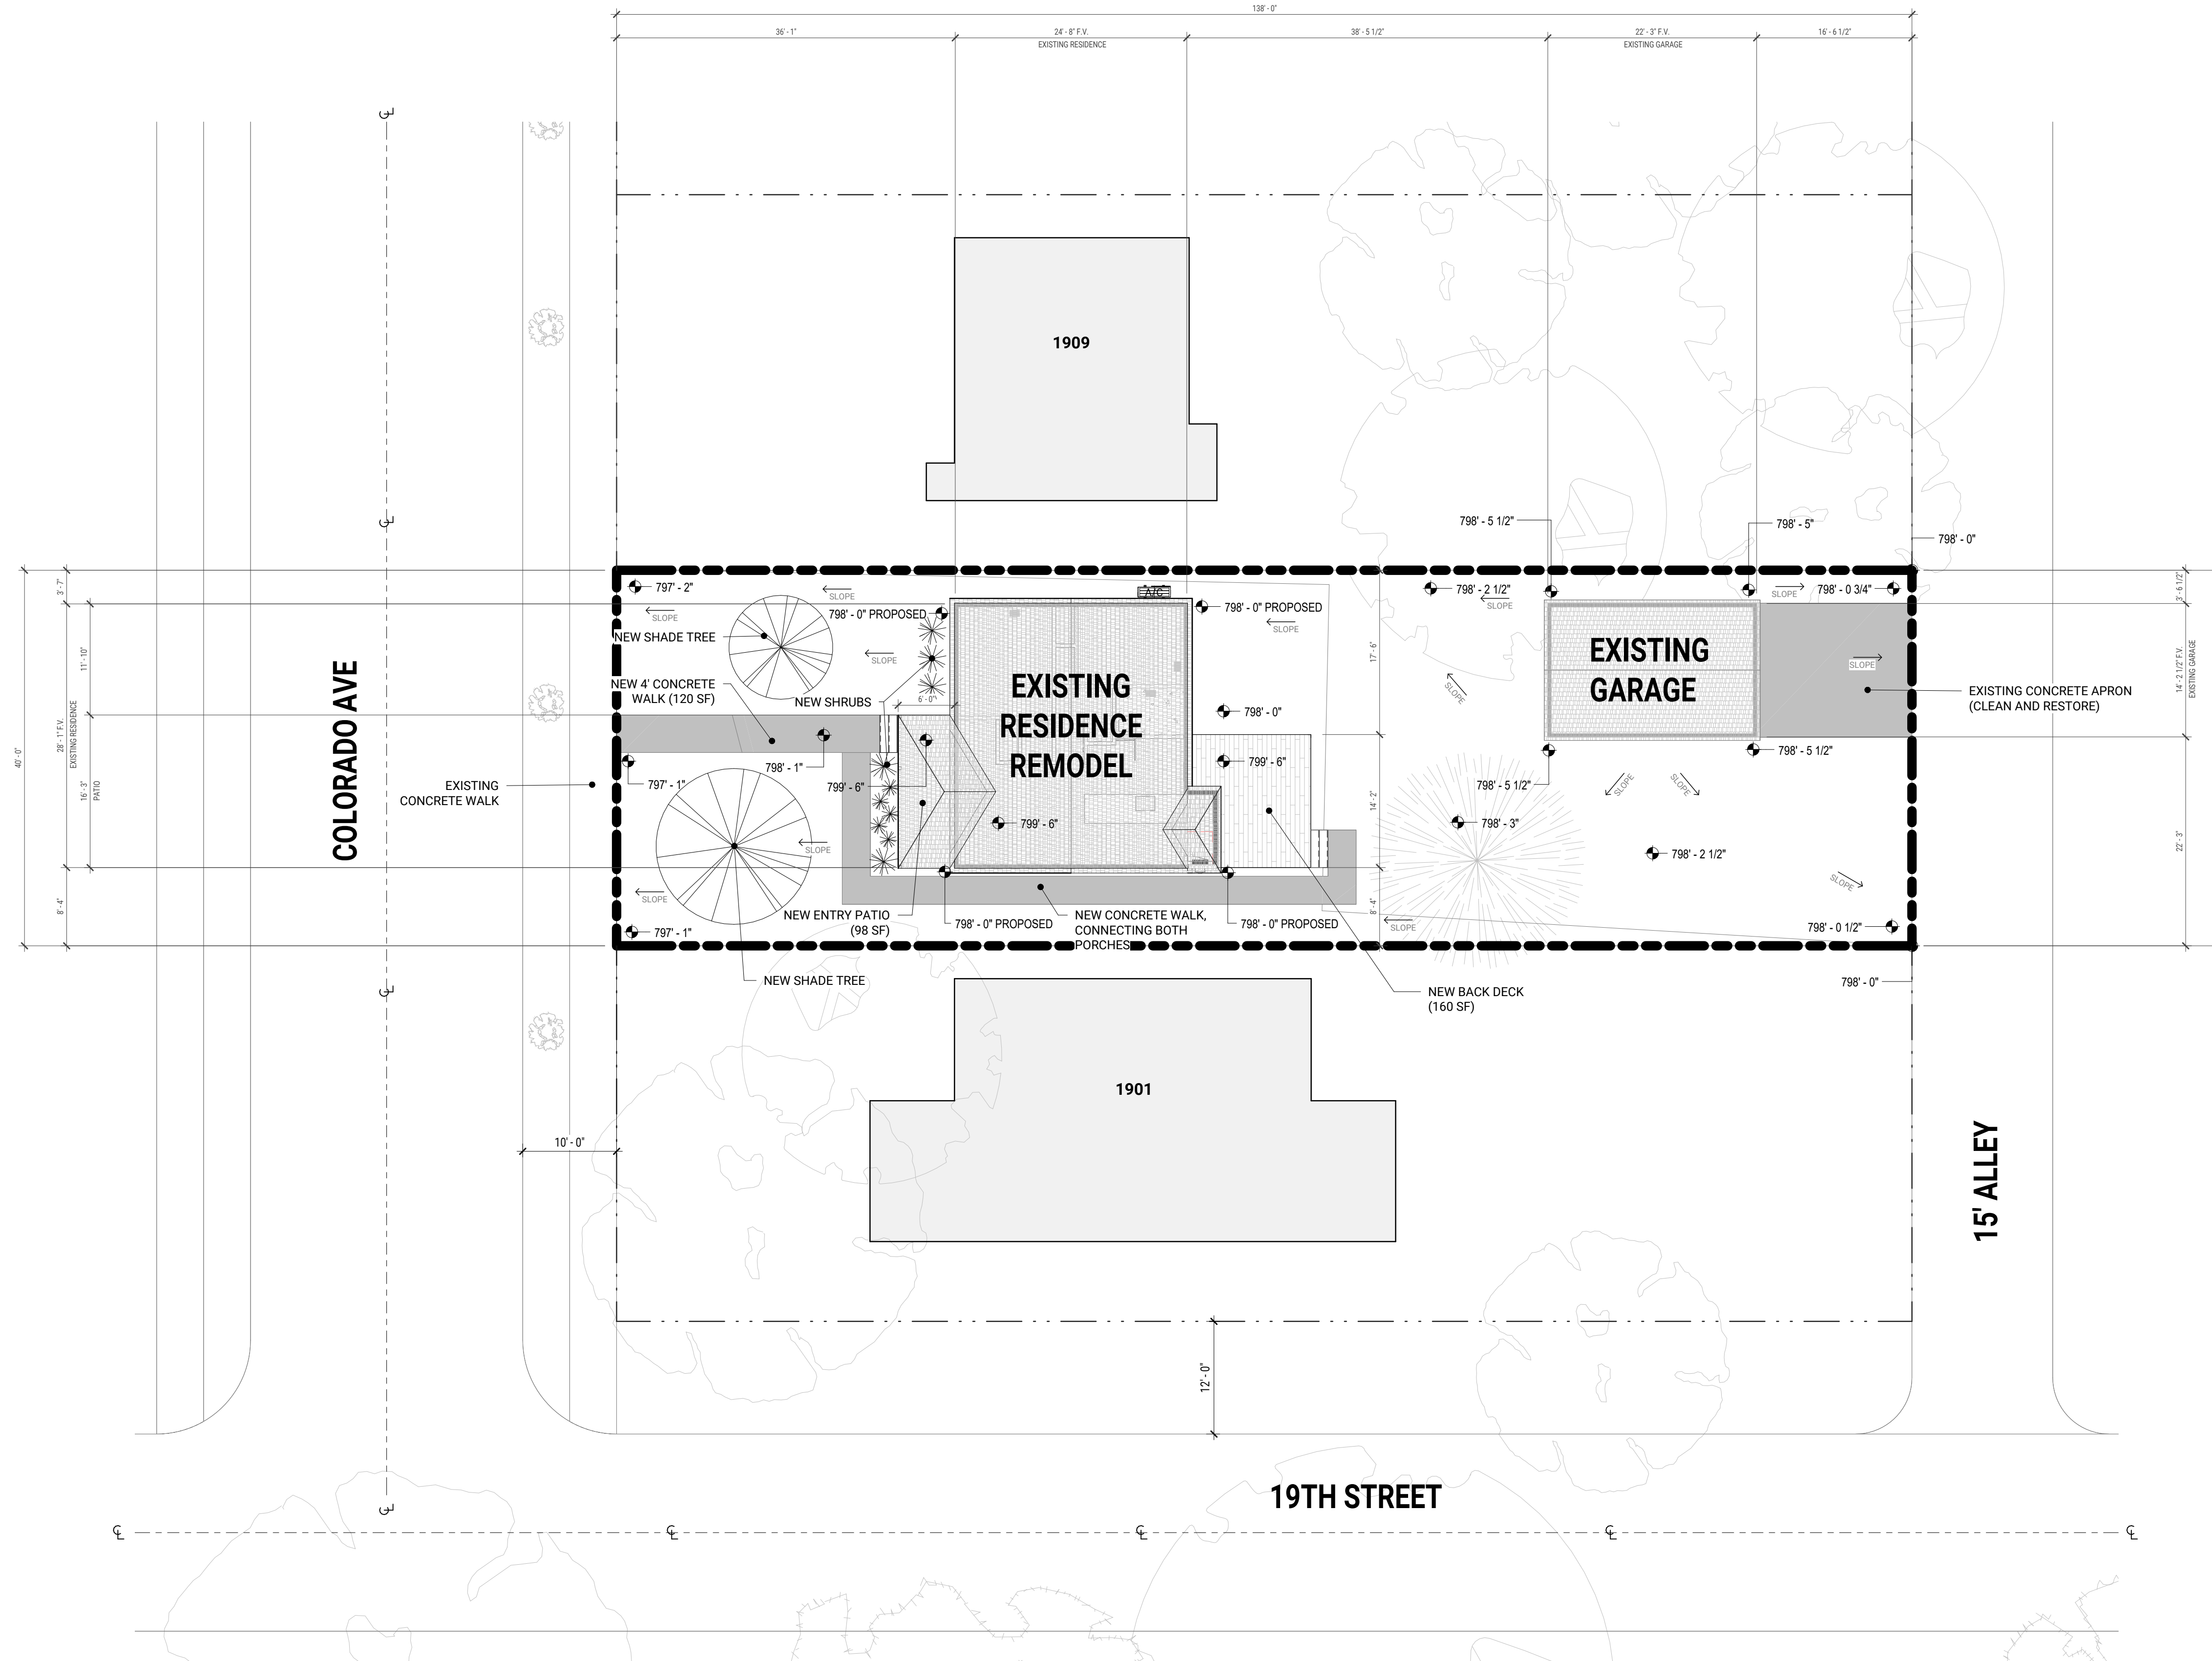 138' - 0"
36' - 1"
24' - 8" F.V.
EXISTING RESIDENCE
38' - 5 1/2"
22' - 3" F.V.
EXISTING GARAGE
16' - 6 1/2"
1909
798' - 5 1/2"
798' - 5"
798' - 0"
797' - 2"
SLOPE
SLOPE
798' - 0" PROPOSED
A/C
798' - 0" PROPOSED
SLOPE
798' - 2 1/2"
SLOPE
SLOPE
798' - 0 3/4"
NEW SHADE TREE
SLOPE
NEW 4' CONCRETE
WALK (120 SF)
NEW SHRUBS
6' - 0"
EXISTING
RESIDENCE
REMODEL
798' - 0"
17' - 6"
SLOPE
EXISTING
GARAGE
SLOPE
EXISTING CONCRETE APRON
(CLEAN AND RESTORE)
COLORADO AVE
EXISTING
CONCRETE WALK
798' - 1"
797' - 1"
799' - 6"
799' - 6"
799' - 6"
14' - 2"
798' - 5 1/2"
798' - 5 1/2"
SLOPE
SLOPE
798' - 3"
798' - 2 1/2"
SLOPE
SLOPE
SLOPE
797' - 1"
NEW ENTRY PATIO
(98 SF)
798' - 0" PROPOSED
NEW CONCRETE WALK,
CONNECTING BOTH
PORCHES
798' - 0" PROPOSED
8' - 4"
SLOPE
798' - 0 1/2"
NEW SHADE TREE
NEW BACK DECK
(160 SF)
798' - 0"
40' - 0"
3' - 7"
28' - 1" F.V.
EXISTING RESIDENCE
8' - 4"
11' - 10"
16' - 3"
PATIO
3' - 6 1/2"
14' - 2 1/2" F.V.
EXISTING GARAGE
22' - 3"
1901
10' - 0"
15' ALLEY
12' - 0"
19TH STREET